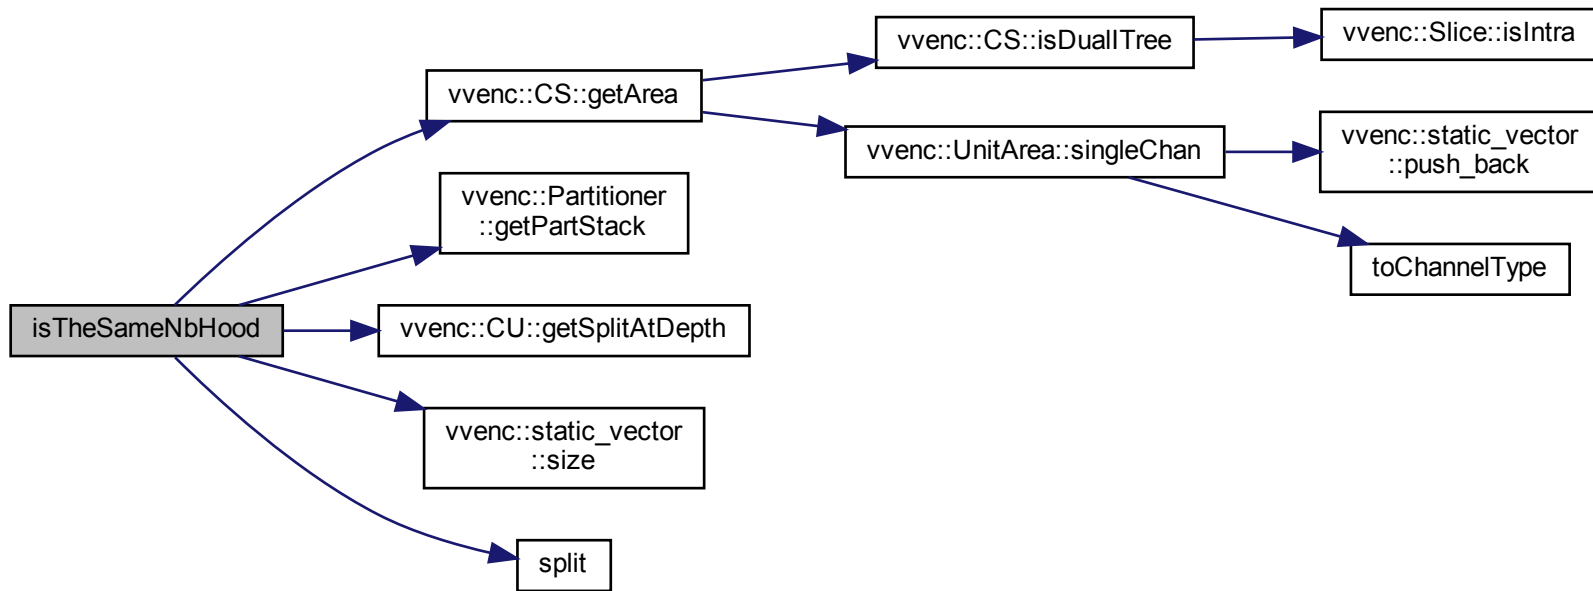 isTheSameNbHood
vvenc::CS::getArea
vvenc::CS::isDualITree
vvenc::Slice::isIntra
vvenc::UnitArea::singleChan
vvenc::static_vector
::push_back
toChannelType
vvenc::Partitioner
::getPartStack
vvenc::CU::getSplitAtDepth
vvenc::static_vector
::size
split